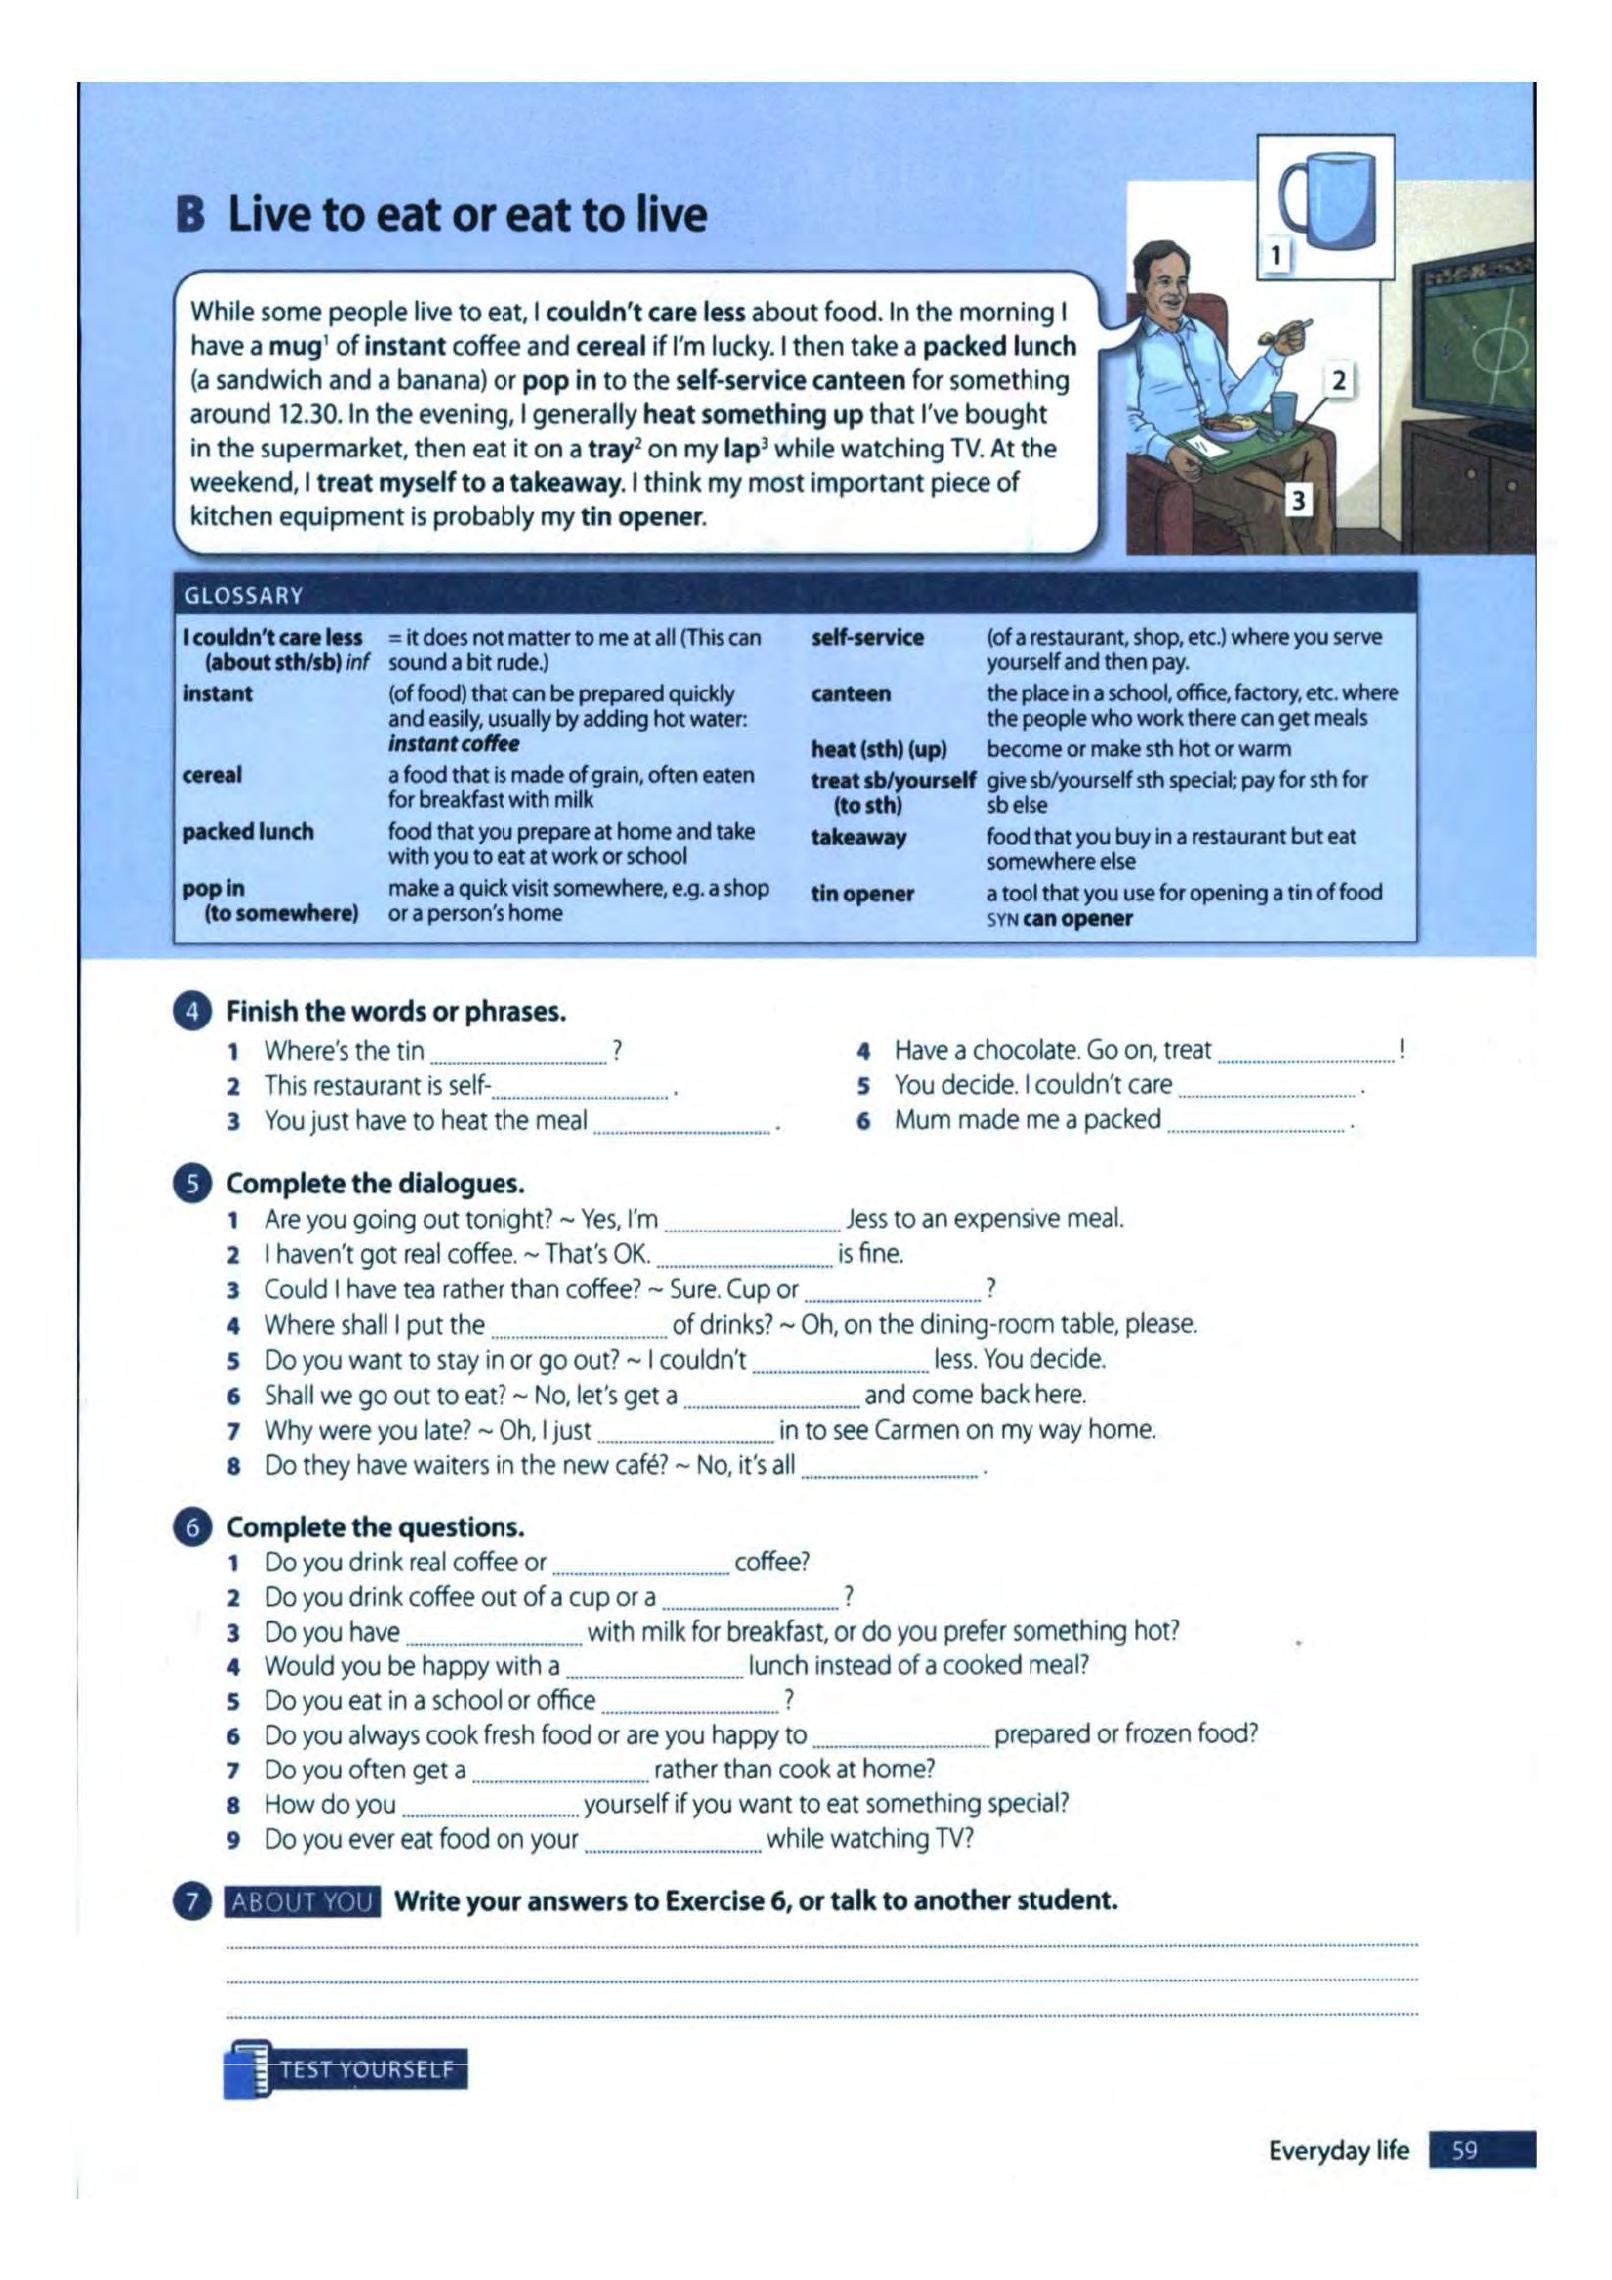 B Live to eat or eat to live
1
While some people live to eat, I couldn't care less about food. In the morning I
have a mug¹ of instant coffee and cereal if I'm lucky. I then take a packed lunch
(a sandwich and a banana) or pop in to the self-service canteen for something
around 12.30. In the evening, I generally heat something up that I've bought
in the supermarket, then eat it on a tray² on my lap³ while watching TV. At the
weekend, I treat myself to a takeaway. I think my most important piece of
kitchen equipment is probably my tin opener.
2
3
GLOSSARY
I couldn't care less = it does not matter to me at all (This can
(about sth/sb) inf sound a bit rude.)
instant (of food) that can be prepared quickly
and easily, usually by adding hot water:
instant coffee
cereal a food that is made of grain, often eaten
for breakfast with milk
packed lunch food that you prepare at home and take
with you to eat at work or school
pop in make a quick visit somewhere, e.g. a shop
(to somewhere) or a person's home
self-service (of a restaurant, shop, etc.) where you serve
yourself and then pay.
canteen the place in a school, office, factory, etc. where
the people who work there can get meals
heat (sth) (up) become or make sth hot or warm
treat sb/yourself give sb/yourself sth special; pay for sth for
(to sth) sb else
takeaway food that you buy in a restaurant but eat
somewhere else
tin opener a tool that you use for opening a tin of food
SYN can opener
4 Finish the words or phrases.
1 Where's the tin ?
2 This restaurant is self- .
3 You just have to heat the meal .
4 Have a chocolate. Go on, treat !
5 You decide. I couldn't care .
6 Mum made me a packed .
5 Complete the dialogues.
1 Are you going out tonight? ~ Yes, I'm Jess to an expensive meal.
2 I haven't got real coffee. ~ That's OK. is fine.
3 Could I have tea rather than coffee? ~ Sure. Cup or ?
4 Where shall I put the of drinks? ~ Oh, on the dining-room table, please.
5 Do you want to stay in or go out? ~ I couldn't less. You decide.
6 Shall we go out to eat? ~ No, let's get a and come back here.
7 Why were you late? ~ Oh, I just in to see Carmen on my way home.
8 Do they have waiters in the new café? ~ No, it's all .
6 Complete the questions.
1 Do you drink real coffee or coffee?
2 Do you drink coffee out of a cup or a ?
3 Do you have with milk for breakfast, or do you prefer something hot?
4 Would you be happy with a lunch instead of a cooked meal?
5 Do you eat in a school or office ?
6 Do you always cook fresh food or are you happy to prepared or frozen food?
7 Do you often get a rather than cook at home?
8 How do you yourself if you want to eat something special?
9 Do you ever eat food on your while watching TV?
7 ABOUT YOU Write your answers to Exercise 6, or talk to another student.
TEST YOURSELF
Everyday life 59